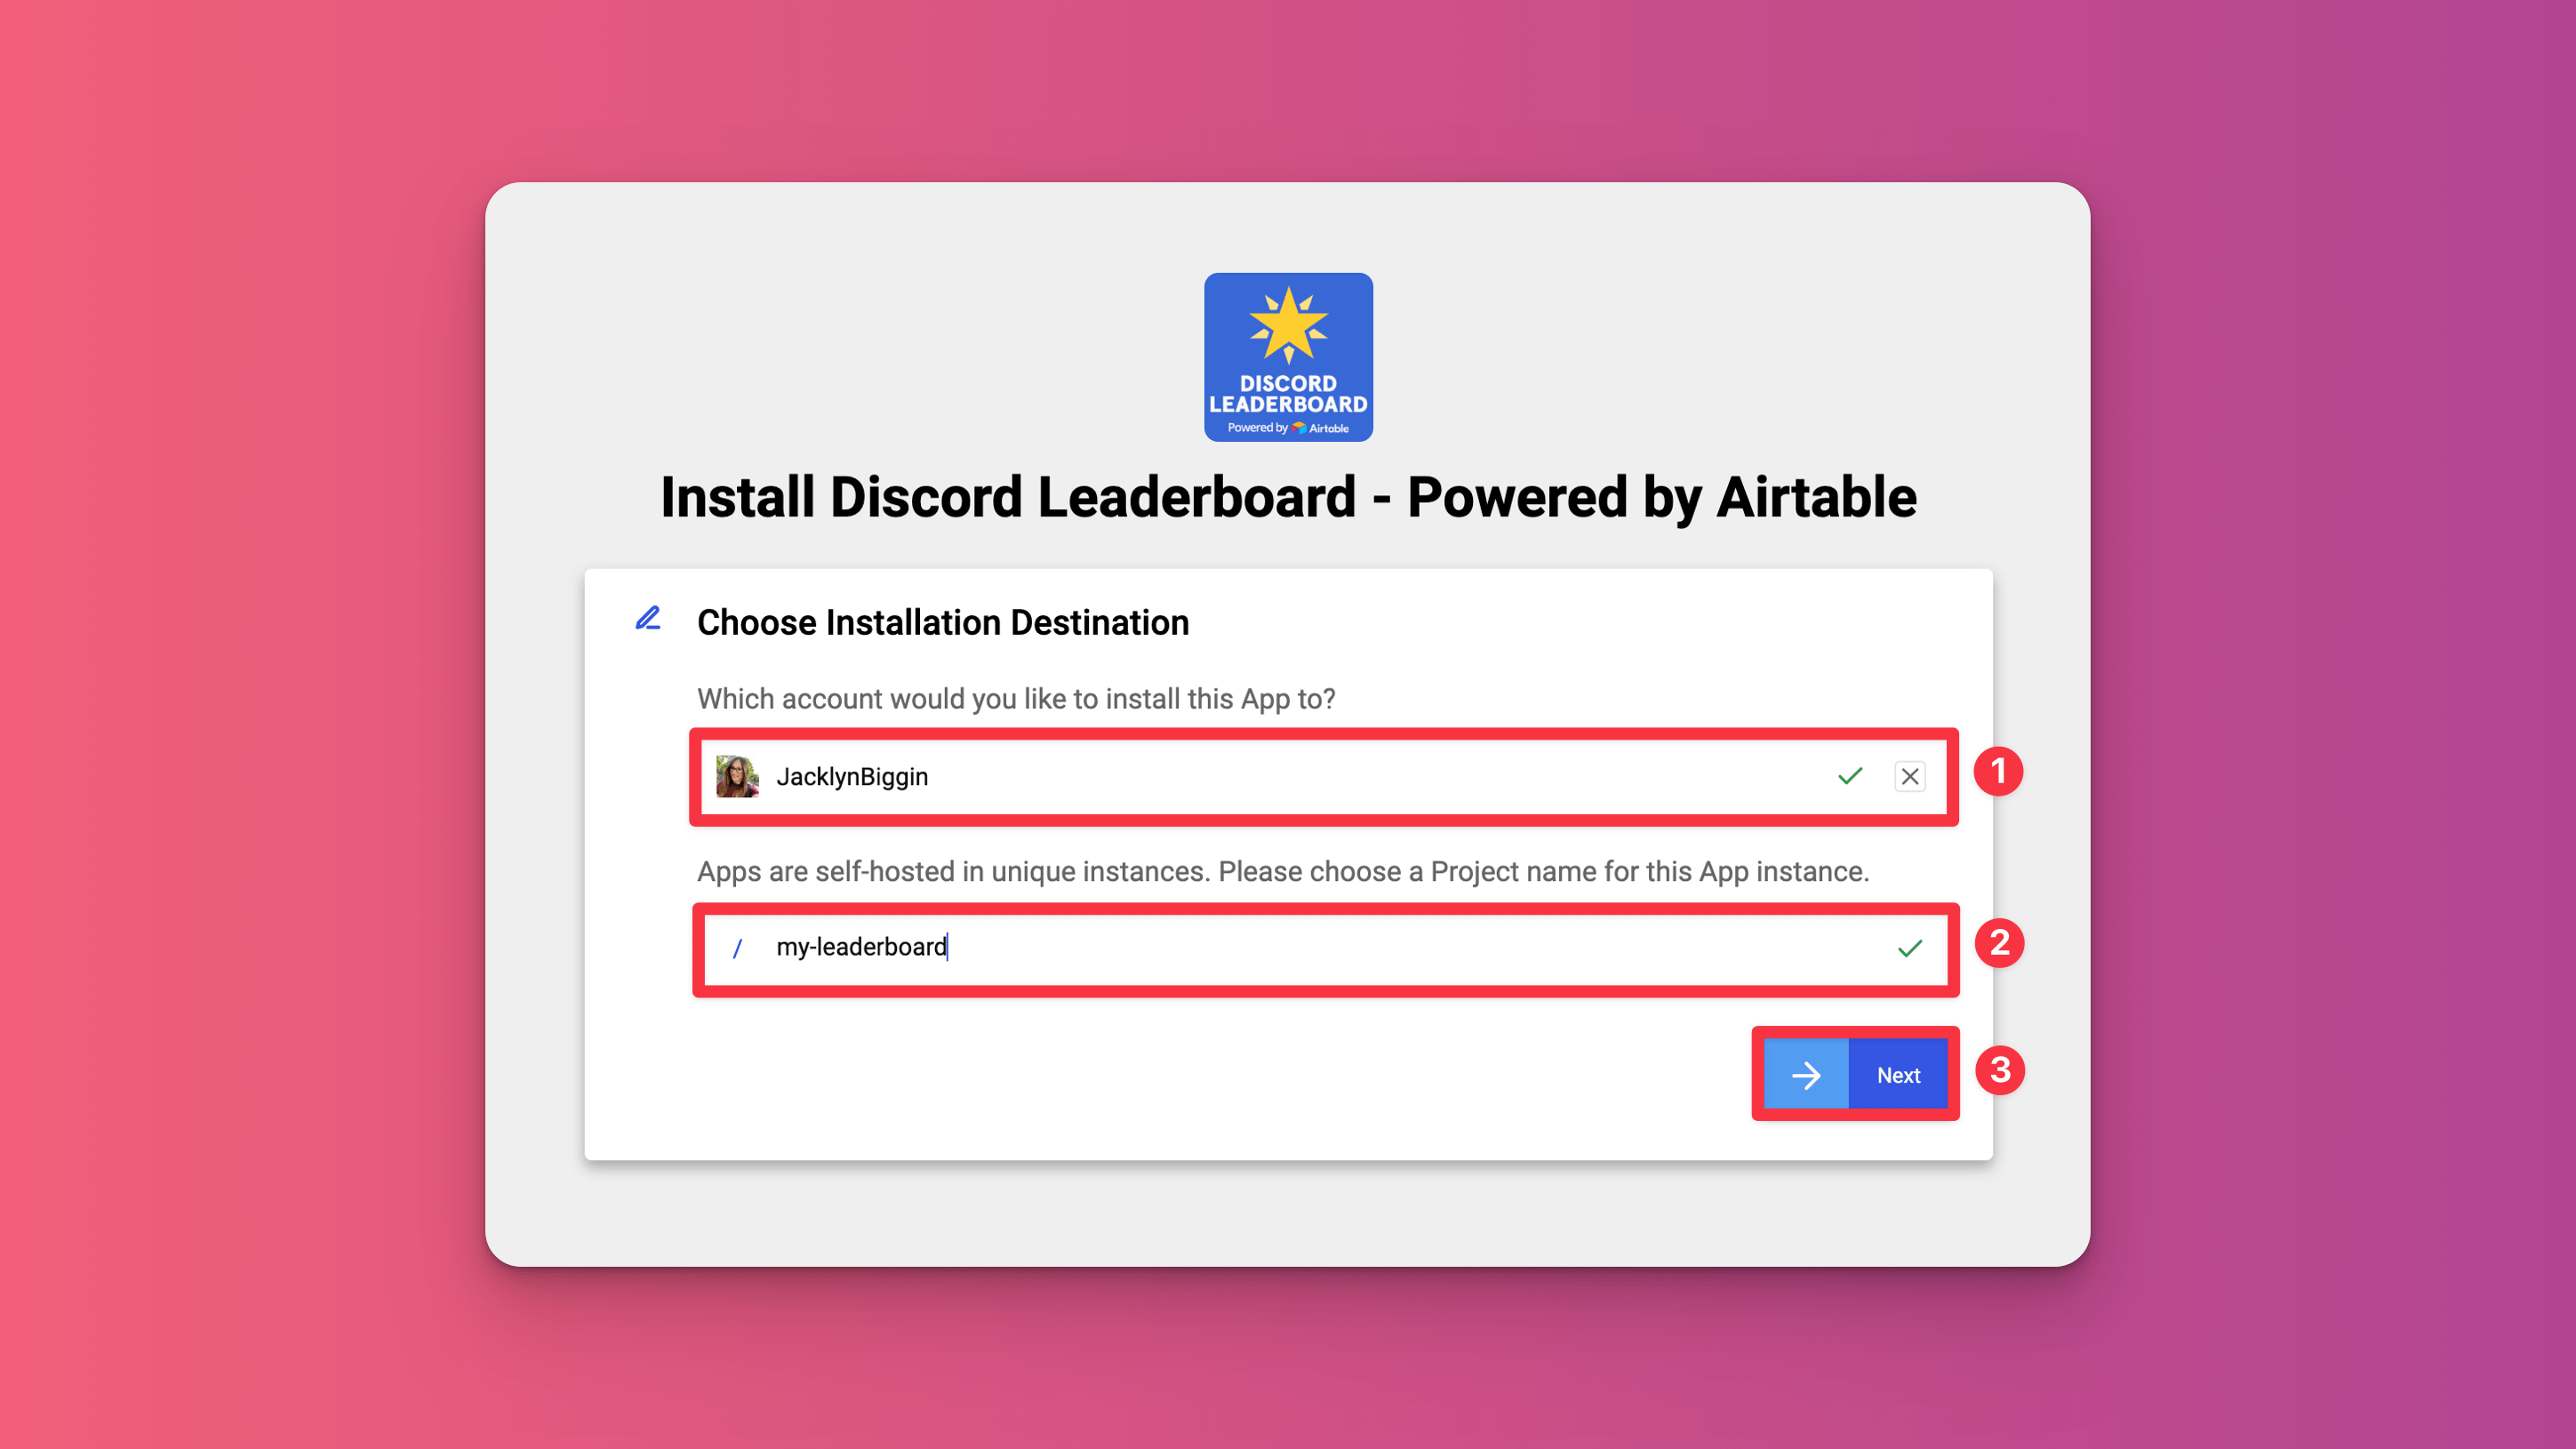 DISCORD
LEADERBOARD
Powered by Airtable
Install Discord Leaderboard - Powered by Airtable
Choose Installation Destination
Which account would you like to install this App to?
JacklynBiggin
1
Apps are self-hosted in unique instances. Please choose a Project name for this App instance.
/ my-leaderboard
2
Next
3